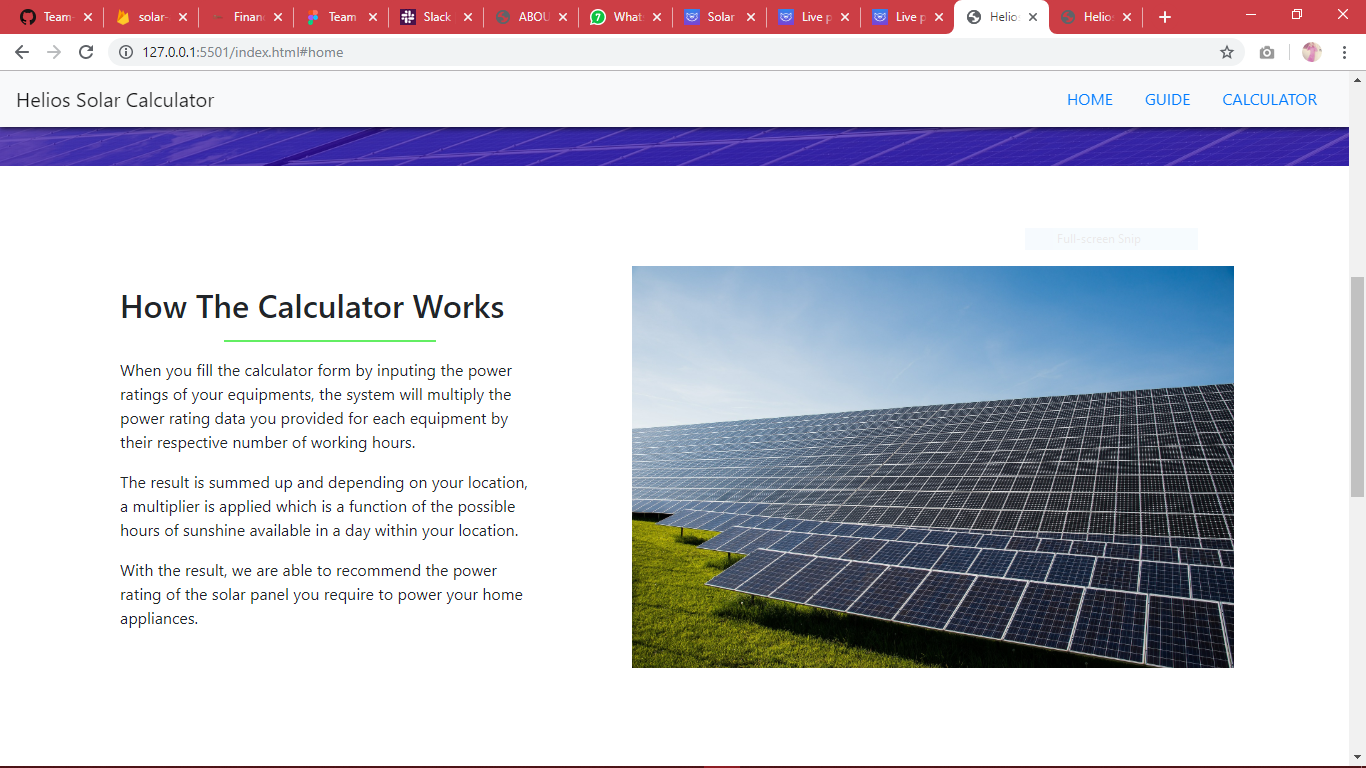 Team-
solar-
Financ
Team
Slack
ABOU
What
Solar
Live p
Live p
Helio
Helio
127.0.0.1:5501/index.html#home
Helios Solar Calculator
HOME
GUIDE
CALCULATOR
Full-screen Snip
How The Calculator Works
When you fill the calculator form by inputing the power
ratings of your equipments, the system will multiply the
power rating data you provided for each equipment by
their respective number of working hours.
The result is summed up and depending on your location,
a multiplier is applied which is a function of the possible
hours of sunshine available in a day within your location.
With the result, we are able to recommend the power
rating of the solar panel you require to power your home
appliances.